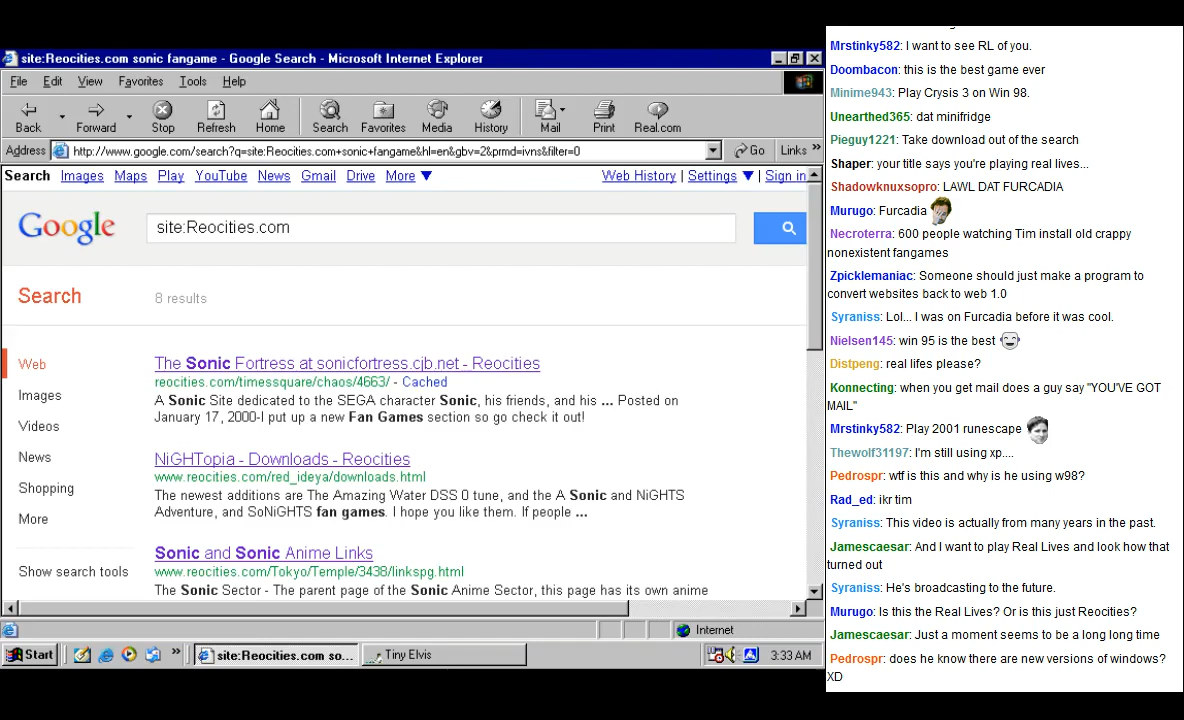 site:Reocities.com sonic fangame - Google Search - Microsoft Internet Explorer
File Edit View Favorites Tools Help
Back Forward Stop Refresh Home Search Favorites Media History Mail Print Real.com
Address http://www.google.com/search?q=site:Reocities.com+sonic+fangame&hl=en&gbv=2&prmd=ivns&filter=0 Go Links »
Search Images Maps Play YouTube News Gmail Drive More ▼ Web History | Settings ▼ | Sign in
Google site:Reocities.com
Search 8 results
Web
Images
Videos
News
Shopping
More
Show search tools
The Sonic Fortress at sonicfortress.cjb.net - Reocities
reocities.com/timessquare/chaos/4663/ - Cached
A Sonic Site dedicated to the SEGA character Sonic, his friends, and his ... Posted on
January 17, 2000-I put up a new Fan Games section so go check it out!
NiGHTopia - Downloads - Reocities
www.reocities.com/red_ideya/downloads.html
The newest additions are The Amazing Water DSS 0 tune, and the A Sonic and NiGHTS
Adventure, and SoNiGHTS fan games. I hope you like them. If people ...
Sonic and Sonic Anime Links
www.reocities.com/Tokyo/Temple/3438/linkspg.html
The Sonic Sector - The parent page of the Sonic Anime Sector, this page has its own anime
Internet
Start » site:Reocities.com so... Tiny Elvis 3:33 AM
Mrstinky582: I want to see RL of you.
Doombacon: this is the best game ever
Minime943: Play Crysis 3 on Win 98.
Unearthed365: dat minifridge
Pieguy1221: Take download out of the search
Shaper: your title says you're playing real lives...
Shadowknuxsopro: LAWL DAT FURCADIA
Murugo: Furcadia
Necroterra: 600 people watching Tim install old crappy
nonexistent fangames
Zpicklemaniac: Someone should just make a program to
convert websites back to web 1.0
Syraniss: Lol... I was on Furcadia before it was cool.
Nielsen145: win 95 is the best
Distpeng: real lifes please?
Konnecting: when you get mail does a guy say "YOU'VE GOT
MAIL"
Mrstinky582: Play 2001 runescape
Thewolf31197: I'm still using xp....
Pedrospr: wtf is this and why is he using w98?
Rad_ed: ikr tim
Syraniss: This video is actually from many years in the past.
Jamescaesar: And I want to play Real Lives and look how that
turned out
Syraniss: He's broadcasting to the future.
Murugo: Is this the Real Lives? Or is this just Reocities?
Jamescaesar: Just a moment seems to be a long long time
Pedrospr: does he know there are new versions of windows?
XD